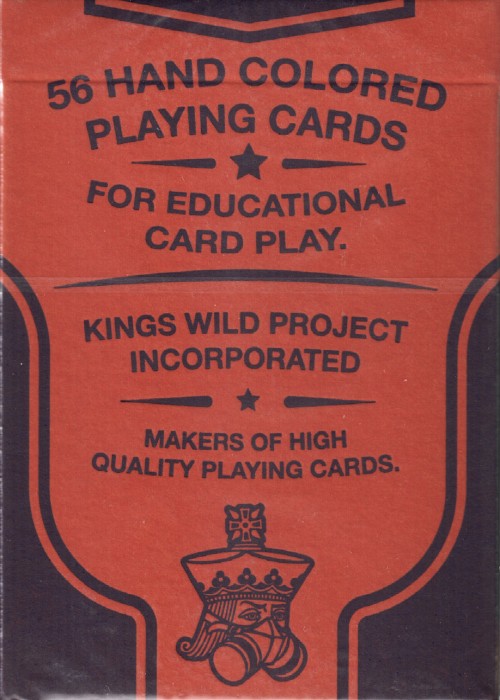 56 HAND COLORED
PLAYING CARDS
FOR EDUCATIONAL
CARD PLAY.
KINGS WILD PROJECT
INCORPORATED
MAKERS OF HIGH
QUALITY PLAYING CARDS.